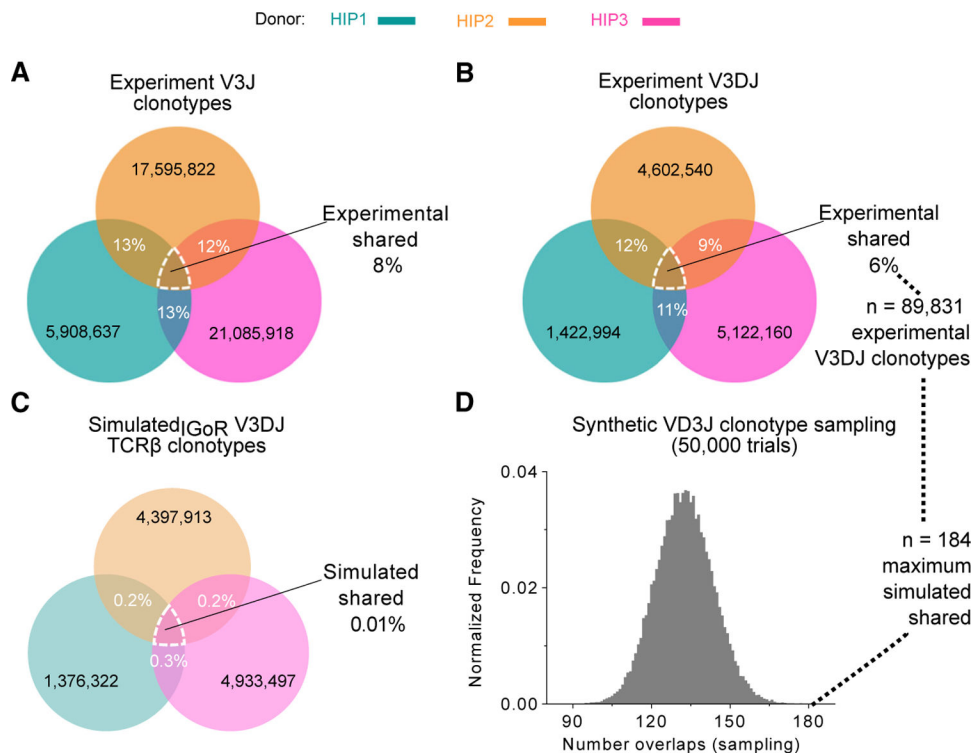 Donor: HIP1 HIP2 HIP3
A
Experiment V3J
clonotypes
17,595,822
13%
12%
13%
5,908,637
21,085,918
Experimental
shared
8%
B
Experiment V3DJ
clonotypes
4,602,540
12%
9%
11%
1,422,994
5,122,160
Experimental
shared
6%
n = 89,831
experimental
V3DJ clonotypes
C
Simulated IGoR V3DJ
TCRβ clonotypes
4,397,913
0.2%
0.2%
0.3%
1,376,322
4,933,497
Simulated
shared
0.01%
D
Synthetic VD3J clonotype sampling
(50,000 trials)
Normalized Frequency
0.04
0.02
0.00
90 120 150 180
Number overlaps (sampling)
n = 184
maximum
simulated
shared